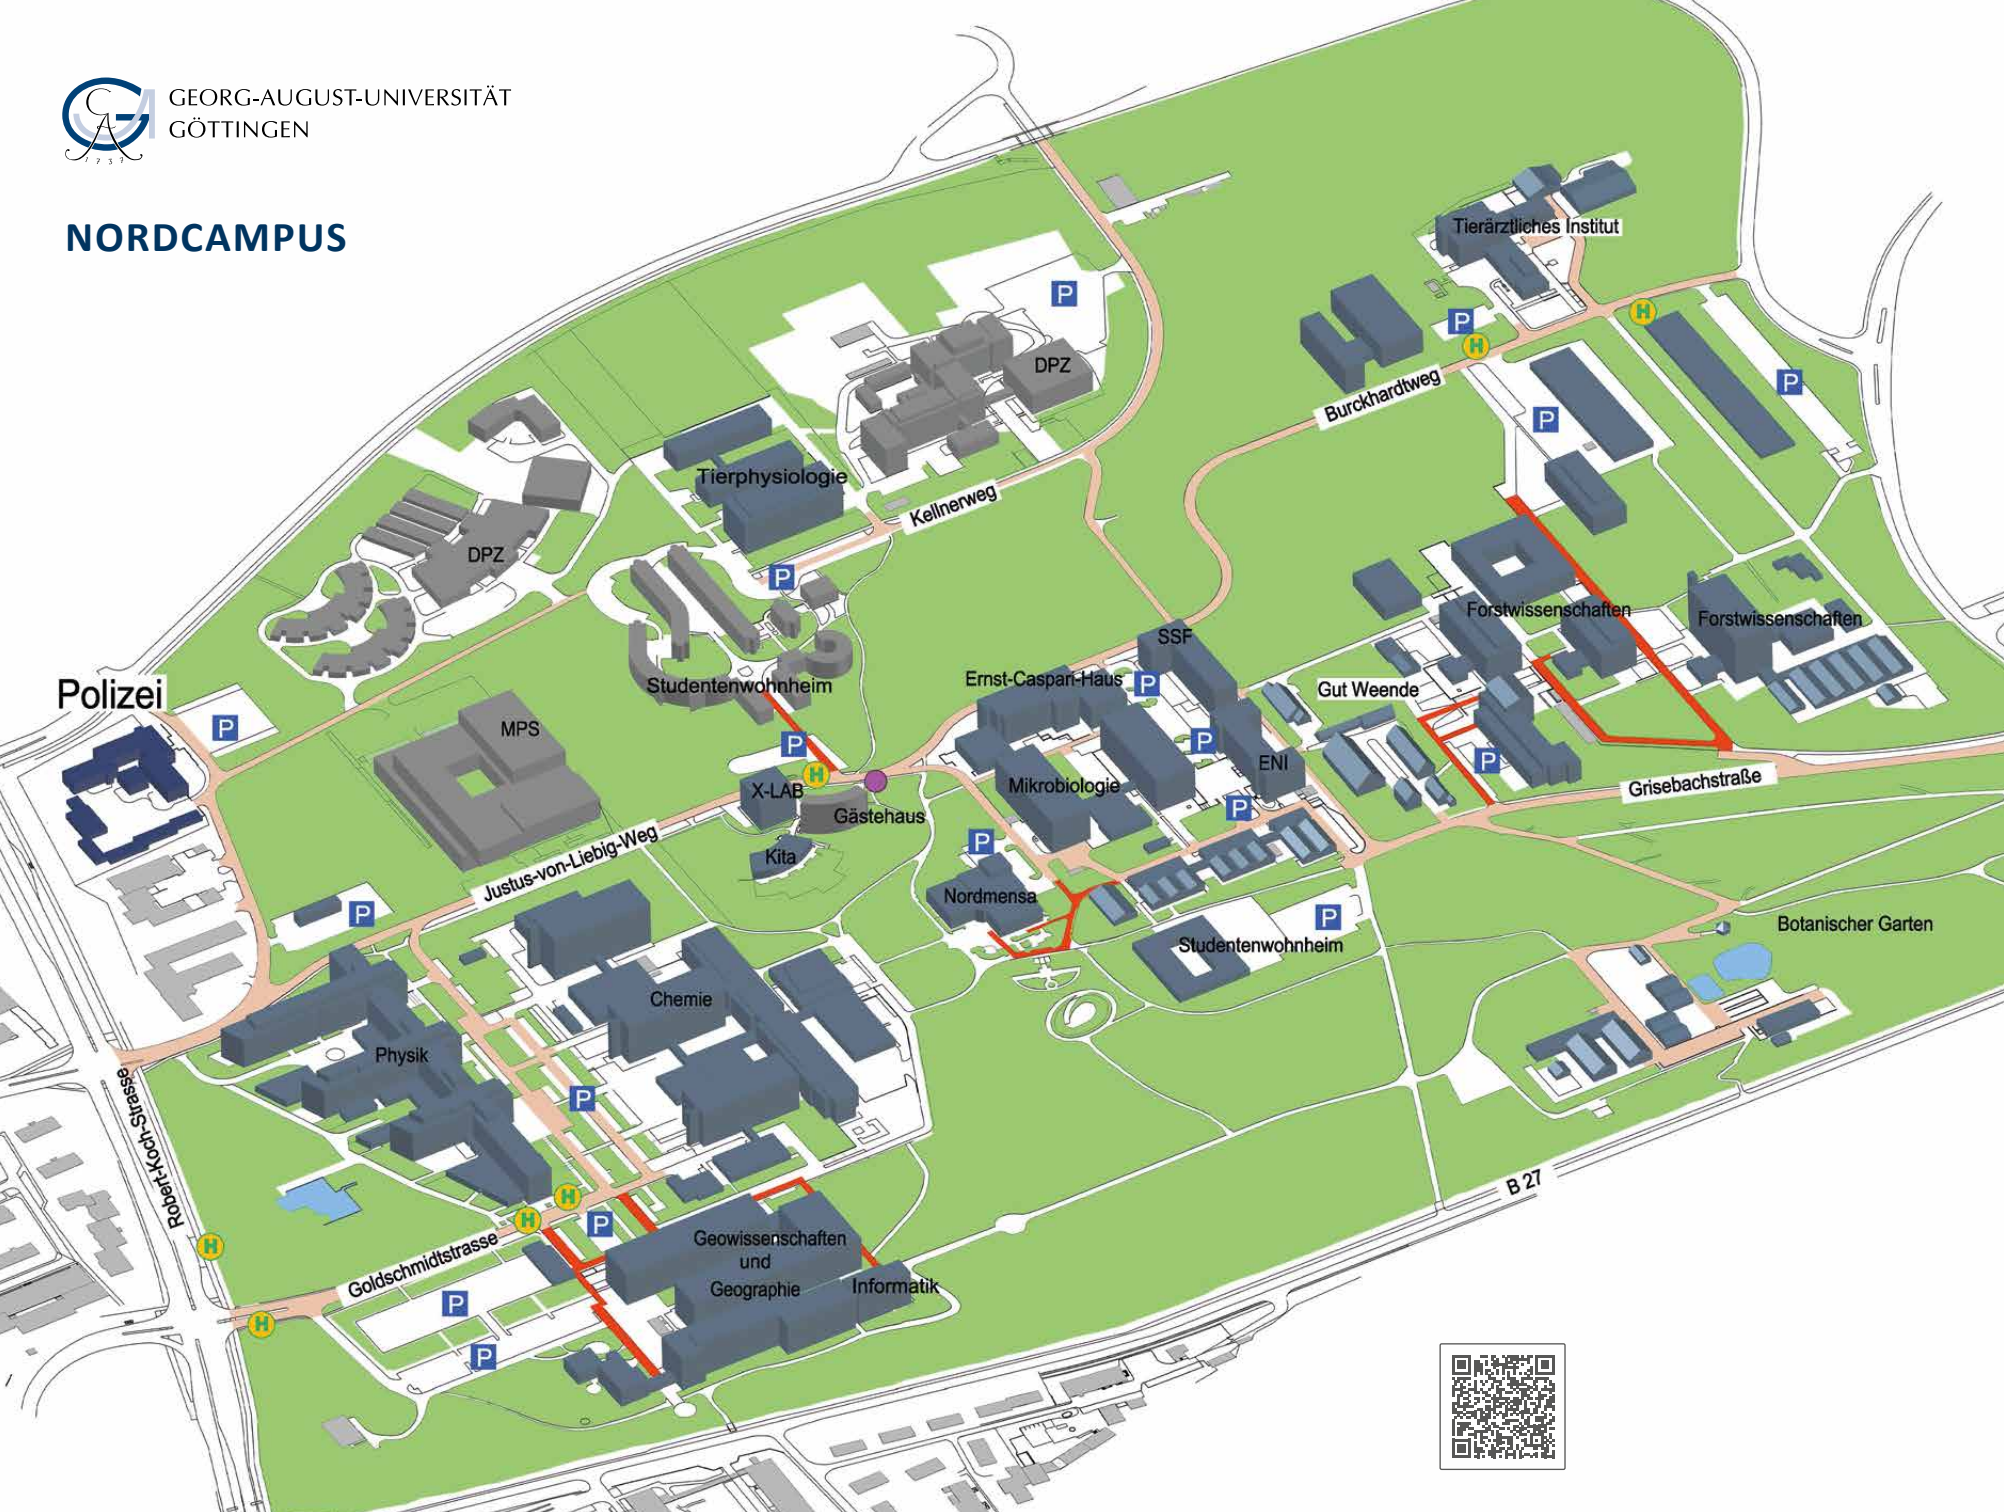 GEORG-AUGUST-UNIVERSITÄT
GÖTTINGEN
1737
NORDCAMPUS
Tierärztliches Institut
P
P
H
H
DPZ
P
Burckhardtweg
P
Tierphysiologie
Kellnerweg
DPZ
P
Forstwissenschaften
Forstwissenschaften
SSF
Ernst-Caspari-Haus
P
Studentenwohnheim
Gut Weende
Polizei
P
MPS
P
P
ENI
P
H
X-LAB
Mikrobiologie
Grisebachstraße
Gästehaus
P
Justus-von-Liebig-Weg
Kita
P
Nordmensa
P
P
Botanischer Garten
Studentenwohnheim
Chemie
Physik
P
Robert-Koch-Strasse
B 27
H
H
P
H
Goldschmidtstrasse
Geowissenschaften
und
Geographie
Informatik
P
H
P